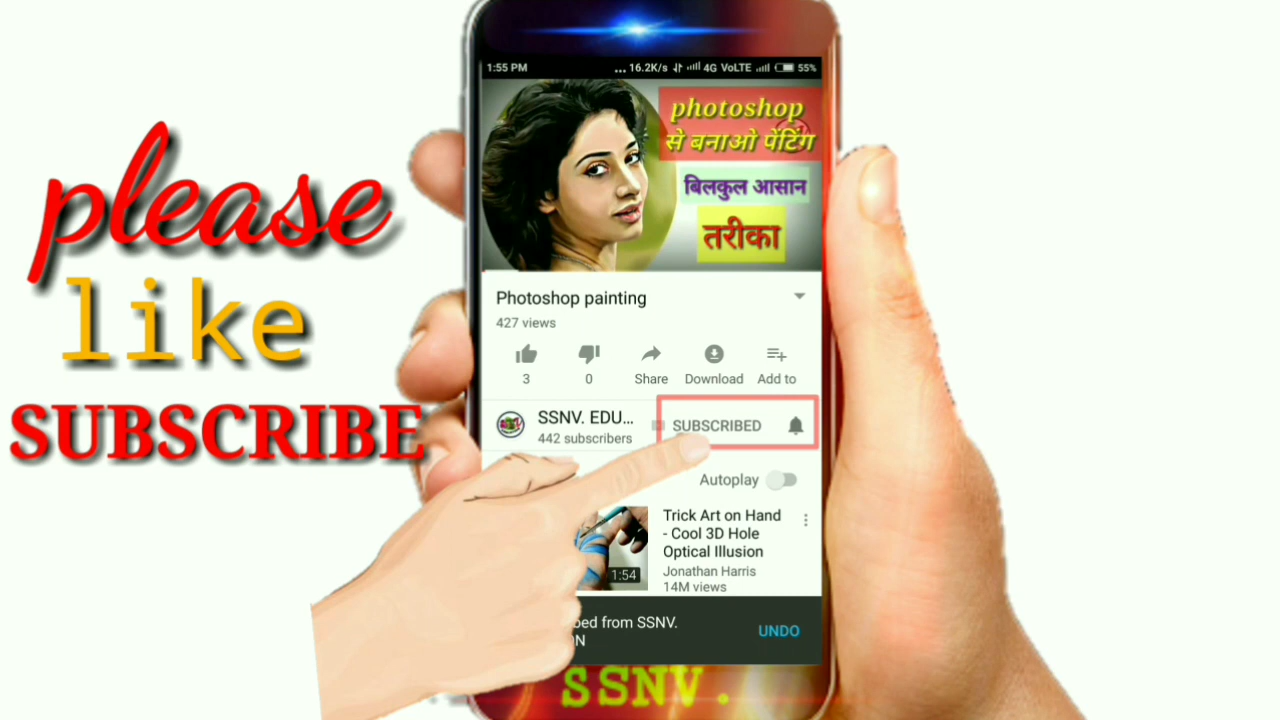 please
like
SUBSCRIBE
1:55 PM
... 16.2K/s 4G VoLTE 55%
photoshop
से बनाओ पेंटिंग
बिलकुल आसान
तरीका
Photoshop painting
427 views
3
0
Share
Download
Add to
SSNV. EDU...
442 subscribers
SUBSCRIBED
Autoplay
Trick Art on Hand
- Cool 3D Hole
Optical Illusion
Jonathan Harris
14M views
1:54
from SSNV.
UNDO
SSNV.